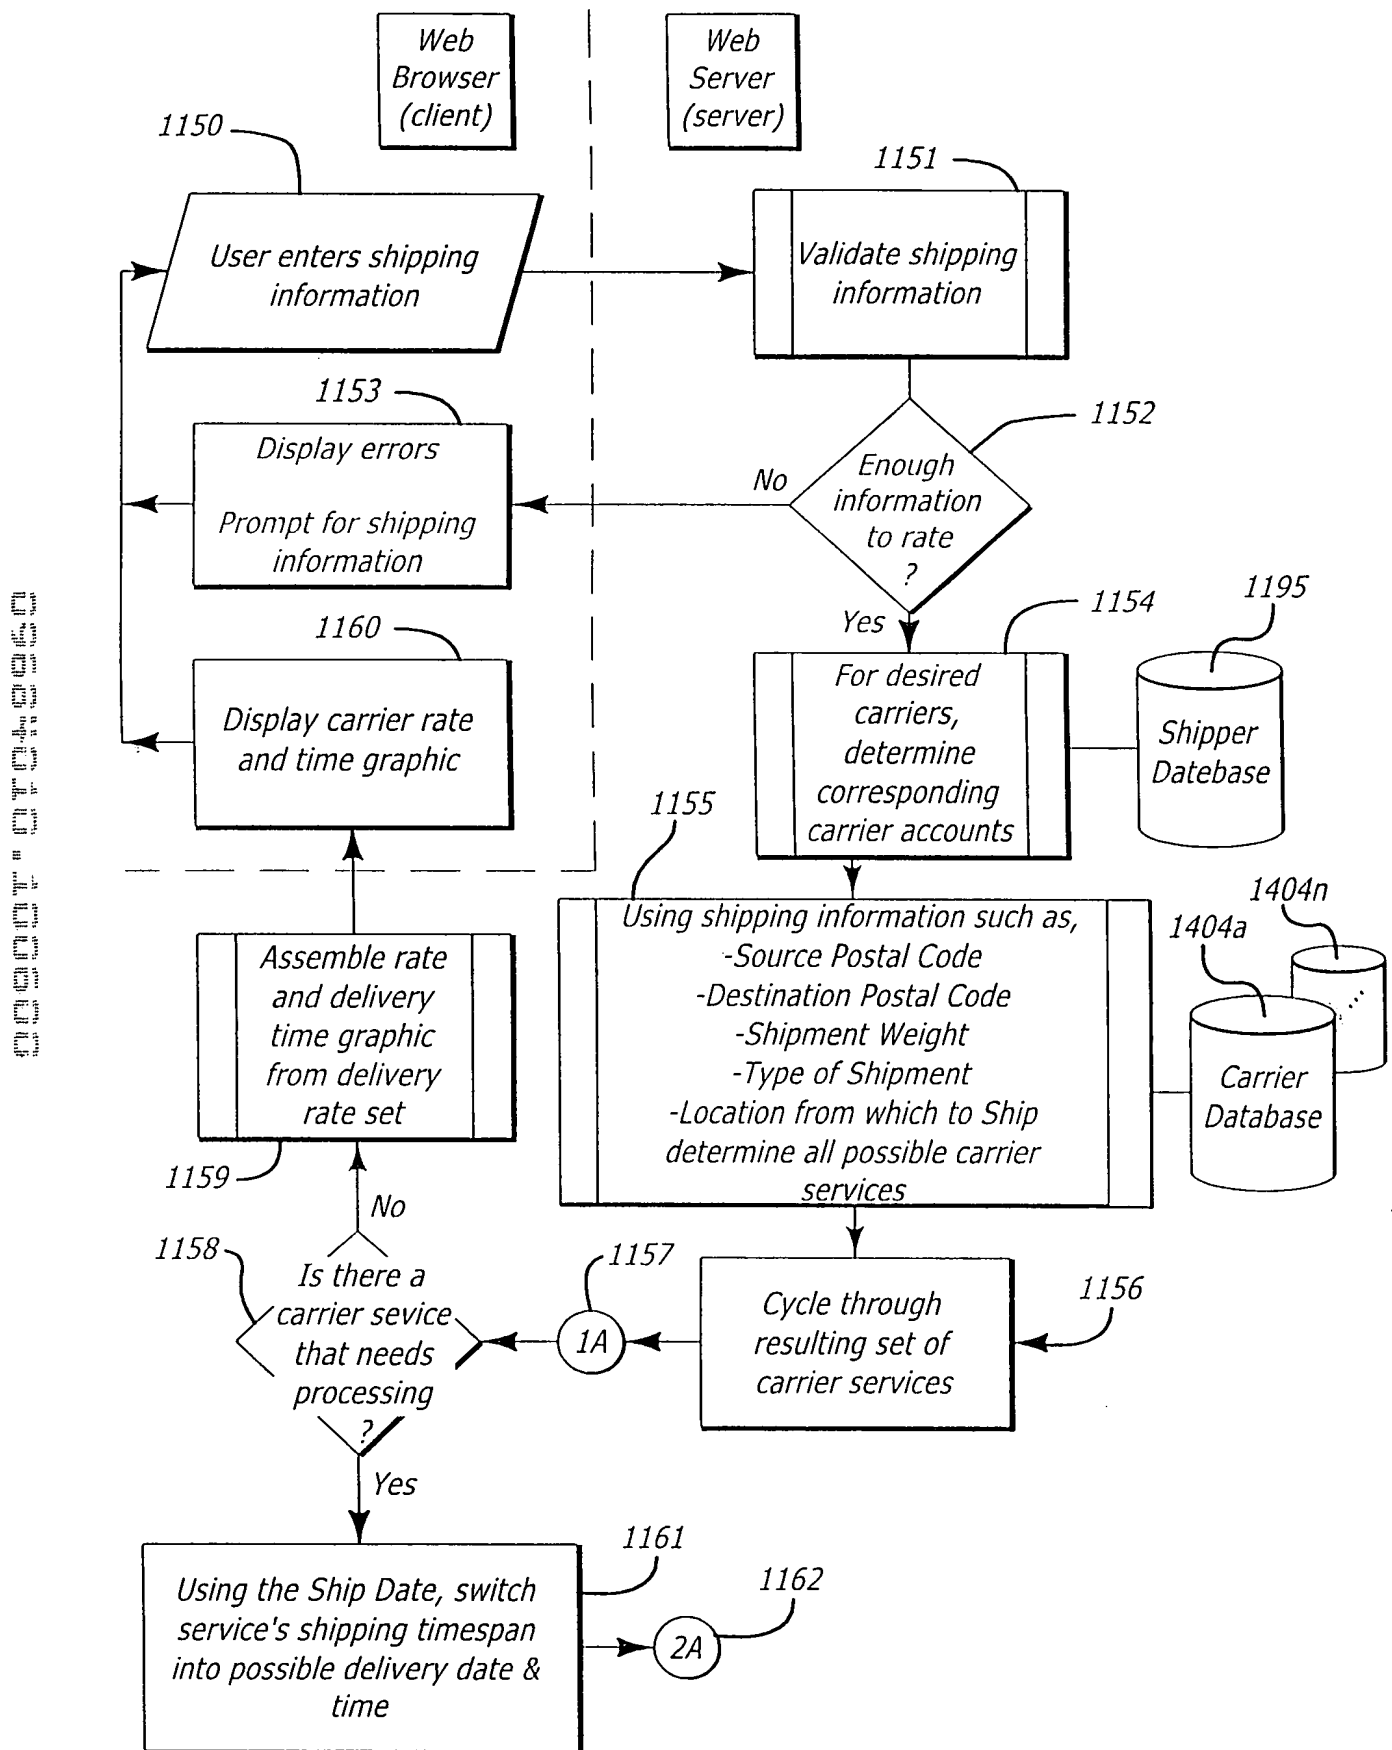 Web
Browser
(client)
Web
Server
(server)
1150
1151
User enters shipping
information
Validate shipping
information
1153
1152
Display errors
Prompt for shipping
information
No
Enough
information
to rate
?
Yes
1160
1154
1195
Display carrier rate
and time graphic
For desired
carriers,
determine
corresponding
carrier accounts
Shipper
Datebase
1155
1404n
1404a
Using shipping information such as,
-Source Postal Code
-Destination Postal Code
-Shipment Weight
-Type of Shipment
-Location from which to Ship
determine all possible carrier
services
Carrier
Database
Assemble rate
and delivery
time graphic
from delivery
rate set
1159
No
1158
Is there a
carrier sevice
that needs
processing
?
1157
1A
Cycle through
resulting set of
carrier services
1156
Yes
1161
Using the Ship Date, switch
service's shipping timespan
into possible delivery date &
time
1162
2A